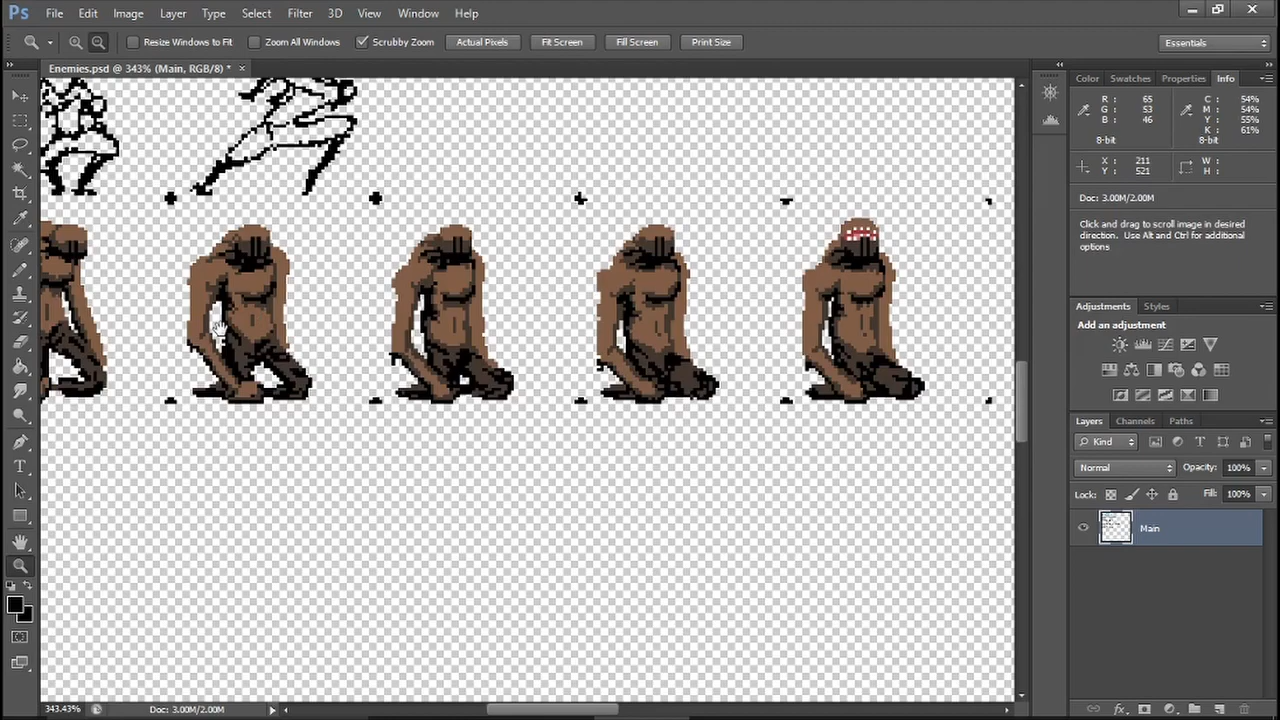 Ps File Edit Image Layer Type Select Filter 3D View Window Help
Resize Windows to Fit Zoom All Windows Scrubby Zoom Actual Pixels Fit Screen Fill Screen Print Size Essentials
Enemies.psd @ 343% (Main, RGB/8) * ×
Color Swatches Properties Info
R: 65 C: 54%
G: 53 M: 54%
B: 46 Y: 55%
K: 61%
8-bit 8-bit
X: 211 W:
Y: 521 H:
Doc: 3.00M/2.00M
Click and drag to scroll image in desired
direction. Use Alt and Ctrl for additional
options
Adjustments Styles
Add an adjustment
Layers Channels Paths
Kind
Normal Opacity: 100%
Lock: Fill: 100%
Main
343.43% Doc: 3.00M/2.00M